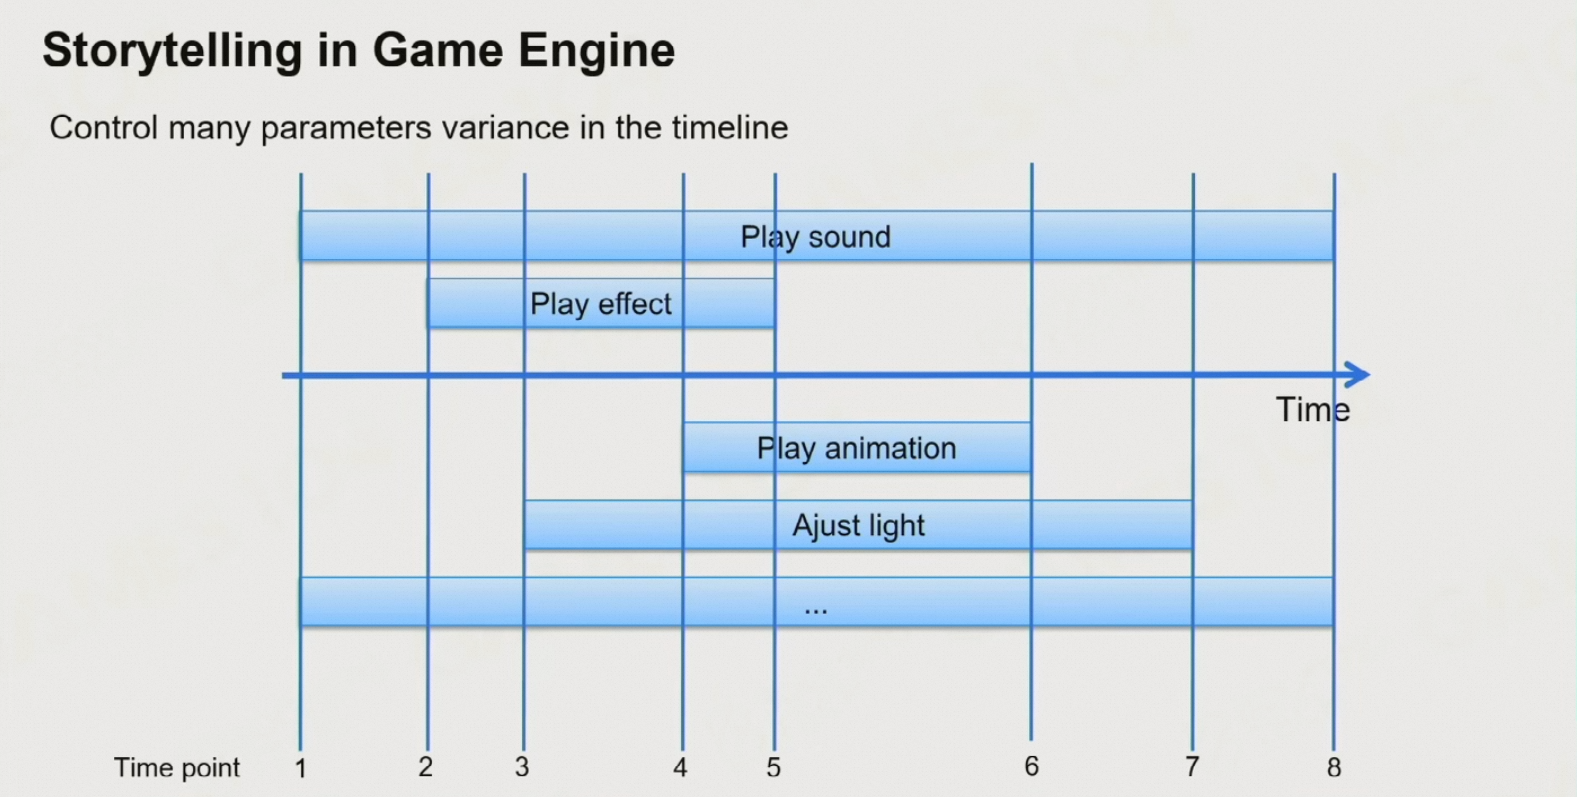 Storytelling in Game Engine
Control many parameters variance in the timeline
Play sound
Play effect
Time
Play animation
Ajust light
...
Time point 1 2 3 4 5 6 7 8